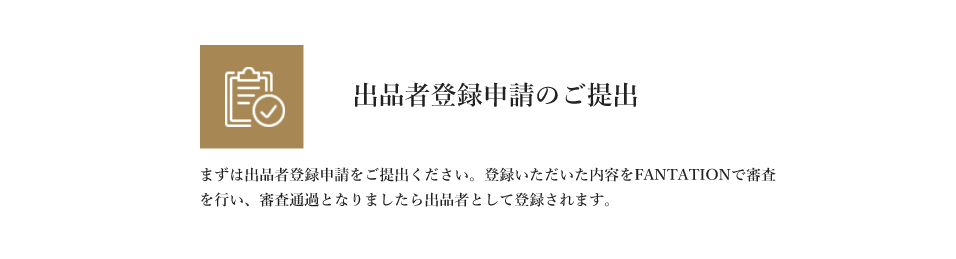 出品者登録申請のご提出
まずは出品者登録申請をご提出ください。登録いただいた内容をFANTATIONで審査
を行い、審査通過となりましたら出品者として登録されます。